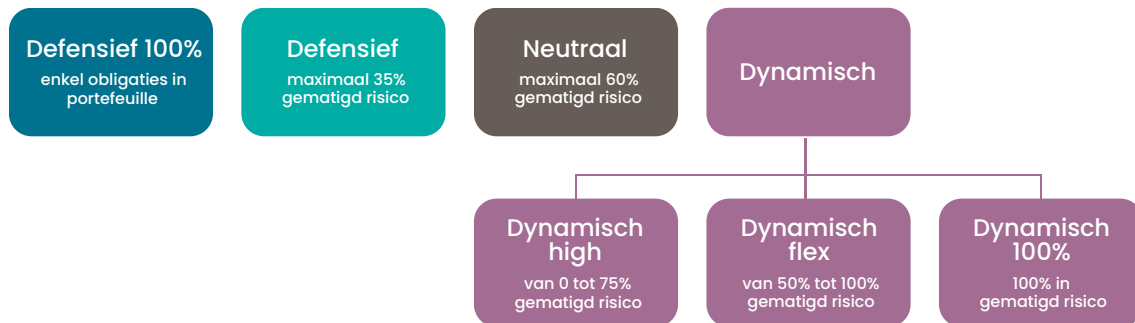 Defensief 100%
enkel obligaties in
portefeuille
Defensief
maximaal 35%
gematigd risico
Neutraal
maximaal 60%
gematigd risico
Dynamisch
Dynamisch
high
van 0 tot 75%
gematigd risico
Dynamisch
flex
van 50% tot 100%
gematigd risico
Dynamisch
100%
100% in
gematigd risico